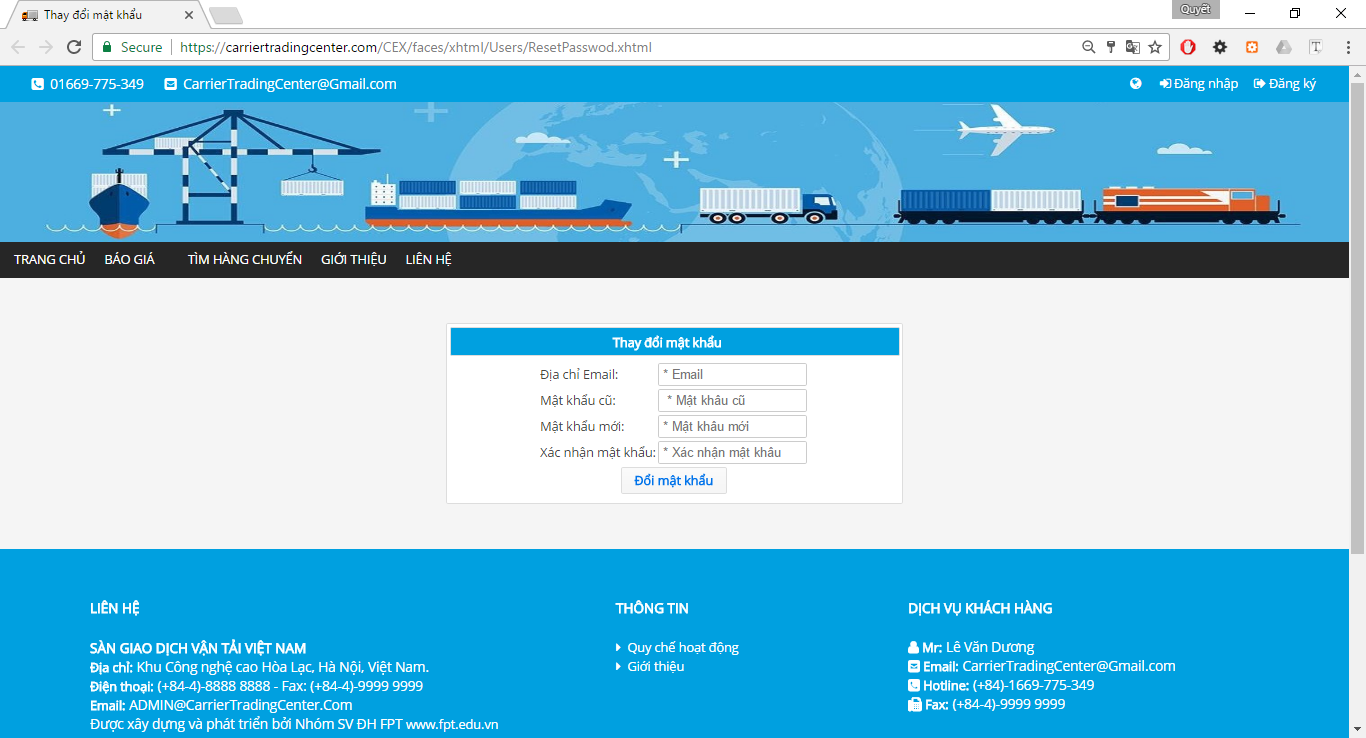 Thay đổi mật khẩu
Quyết
Secure
https://carriertradingcenter.com/CEX/faces/xhtml/Users/ResetPasswod.xhtml
01669-775-349 CarrierTradingCenter@Gmail.com Đăng nhập Đăng ký
TRANG CHỦ BÁO GIÁ TÌM HÀNG CHUYẾN GIỚI THIỆU LIÊN HỆ
Thay đổi mật khẩu
Địa chỉ Email: * Email
Mật khẩu cũ: * Mật khâu cũ
Mật khẩu mới: * Mật khâu mới
Xác nhận mật khẩu: * Xác nhận mật khâu
Đổi mật khẩu
LIÊN HỆ
SÀN GIAO DỊCH VẬN TẢI VIỆT NAM
Địa chỉ: Khu Công nghệ cao Hòa Lạc, Hà Nội, Việt Nam.
Điện thoại: (+84-4)-8888 8888 - Fax: (+84-4)-9999 9999
Email: ADMIN@CarrierTradingCenter.Com
Được xây dựng và phát triển bởi Nhóm SV ĐH FPT www.fpt.edu.vn
THÔNG TIN
Quy chế hoạt động
Giới thiệu
DỊCH VỤ KHÁCH HÀNG
Mr: Lê Văn Dương
Email: CarrierTradingCenter@Gmail.com
Hotline: (+84)-1669-775-349
Fax: (+84-4)-9999 9999